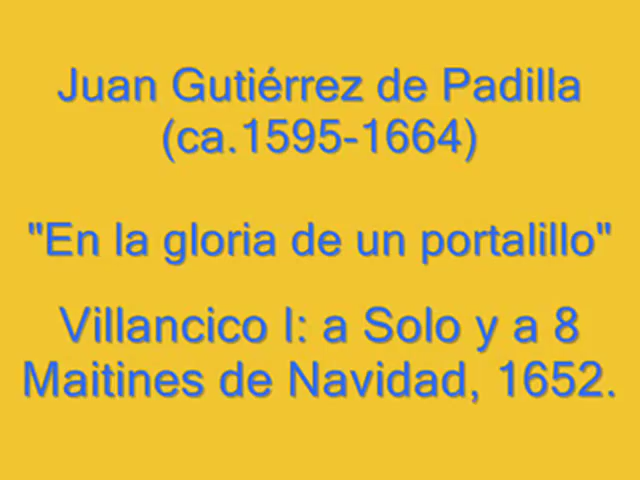 Juan Gutiérrez de Padilla
(ca.1595-1664)
"En la gloria de un portalillo"
Villancico I: a Solo y a 8
Maitines de Navidad, 1652.